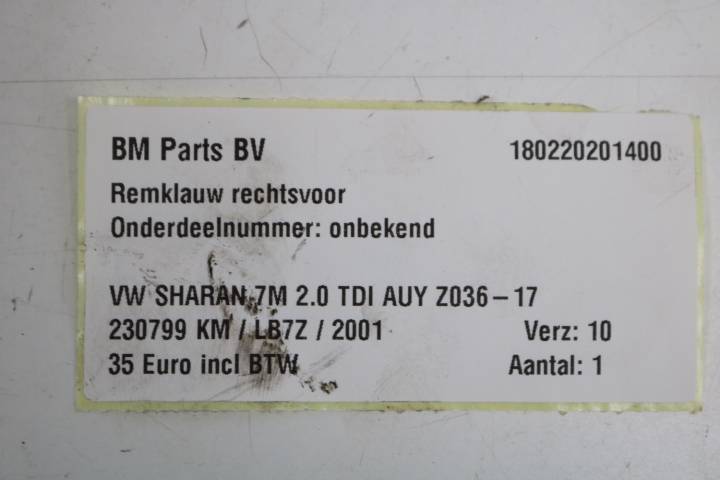 BM Parts BV 180220201400
Remklauw rechtsvoor
Onderdeelnummer: onbekend
VW SHARAN 7M 2.0 TDI AUY Z036-17
230799 KM / LB7Z / 2001 Verz: 10
35 Euro incl BTW Aantal: 1